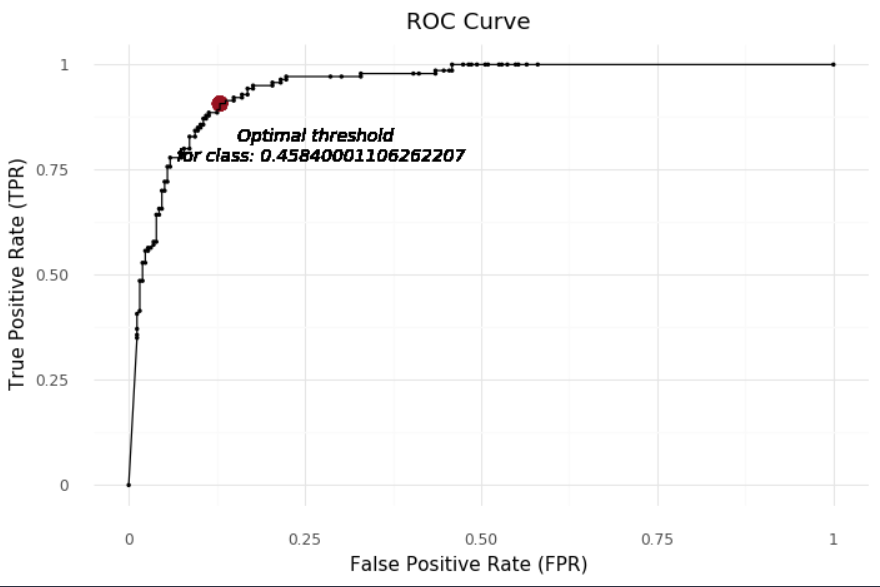 ROC Curve
True Positive Rate (TPR)
1
0.75
0.50
0.25
0
Optimal threshold
for class: 0.45840001106262207
0
0.25
0.50
0.75
1
False Positive Rate (FPR)